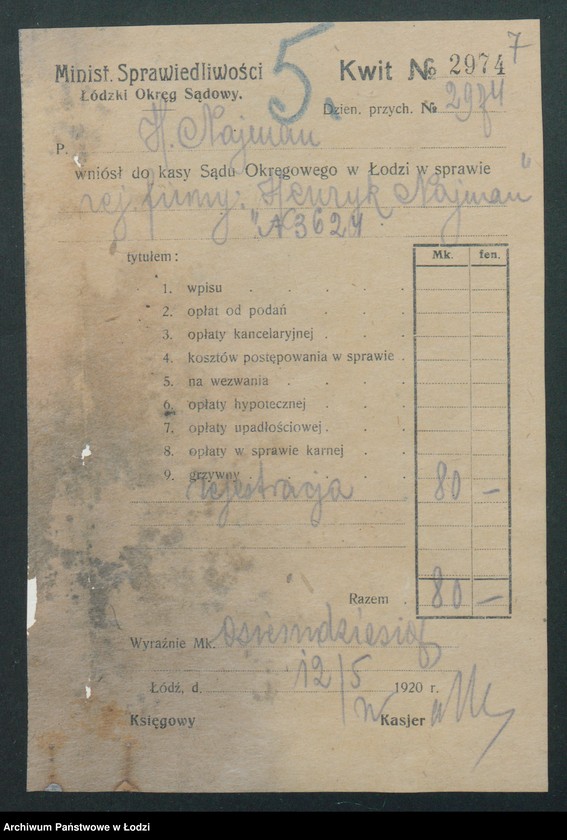 7
Minist. Sprawiedliwości
Łódzki Okręg Sądowy.
5.
Kwit № 2974
Dzien. przych. № 2974
P. H. Najman
wniósł do kasy Sądu Okręgowego w Łodzi w sprawie
rej. firmy: "Henryk Najman"
"A 3624
tytułem:
Mk. fen.
1. wpisu
2. opłat od podań
3. opłaty kancelaryjnej
4. kosztów postępowania w sprawie
5. na wezwania
6. opłaty hypotecznej
7. opłaty upadłościowej
8. opłaty w sprawie karnej
9. grzywny
rejestracja 80 —
Razem 80 —
Wyraźnie Mk. osiemdziesiąt
Łódź, d. 12/5 1920 r.
Księgowy Kasjer
Archiwum Państwowe w Łodzi